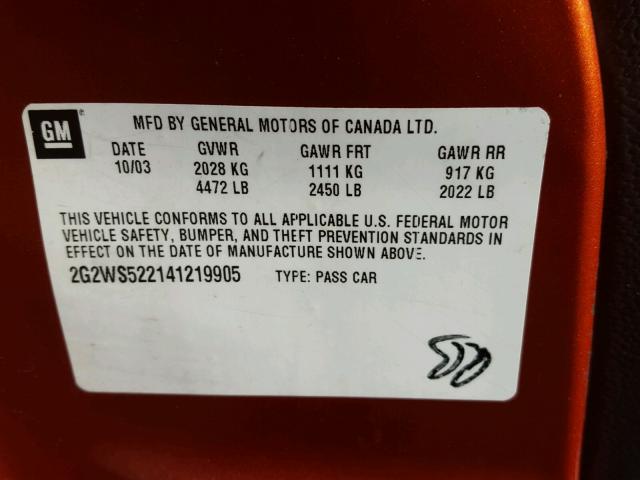 GM
MFD BY GENERAL MOTORS OF CANADA LTD.
DATE GVWR GAWR FRT GAWR RR
10/03 2028 KG 1111 KG 917 KG
4472 LB 2450 LB 2022 LB
THIS VEHICLE CONFORMS TO ALL APPLICABLE U.S. FEDERAL MOTOR
VEHICLE SAFETY, BUMPER, AND THEFT PREVENTION STANDARDS IN
EFFECT ON THE DATE OF MANUFACTURE SHOWN ABOVE.
2G2WS522141219905 TYPE: PASS CAR